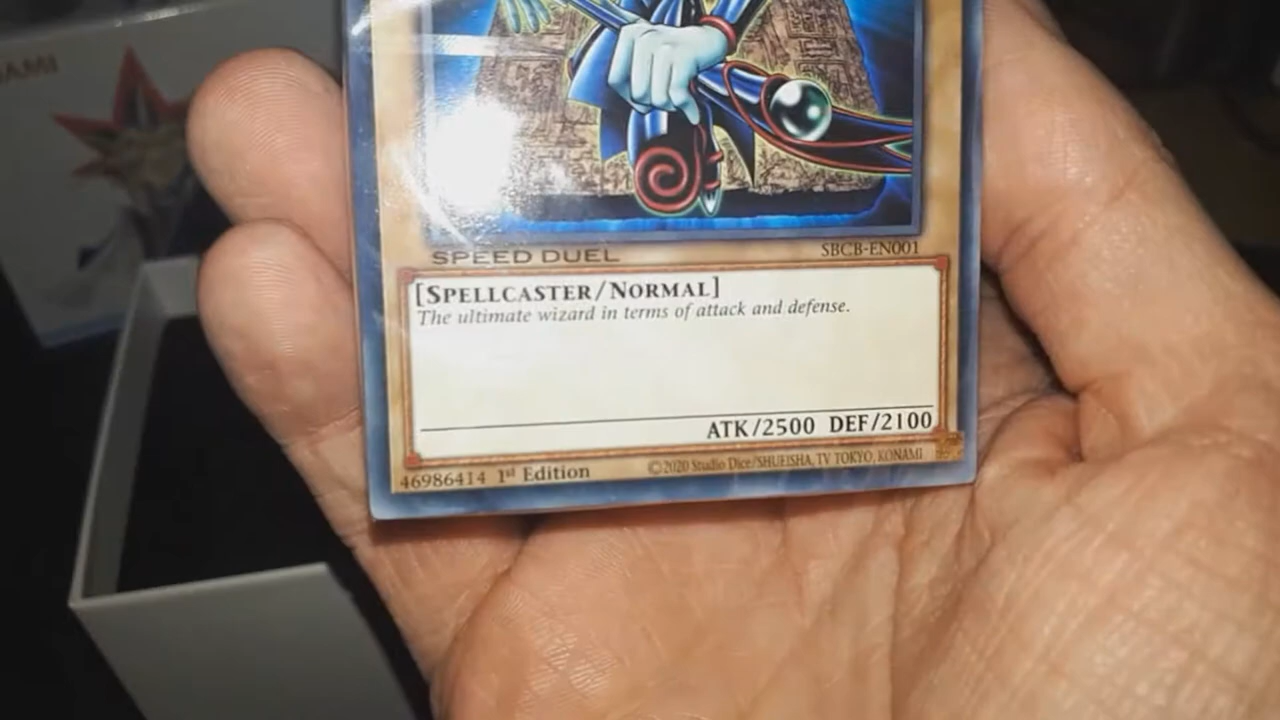 AMI
SPEED DUEL
SBCB-EN001
[SPELLCASTER/NORMAL]
The ultimate wizard in terms of attack and defense.
ATK/2500 DEF/2100
46986414 1st Edition
©2020 Studio Dice/SHUEISHA, TV TOKYO, KONAMI